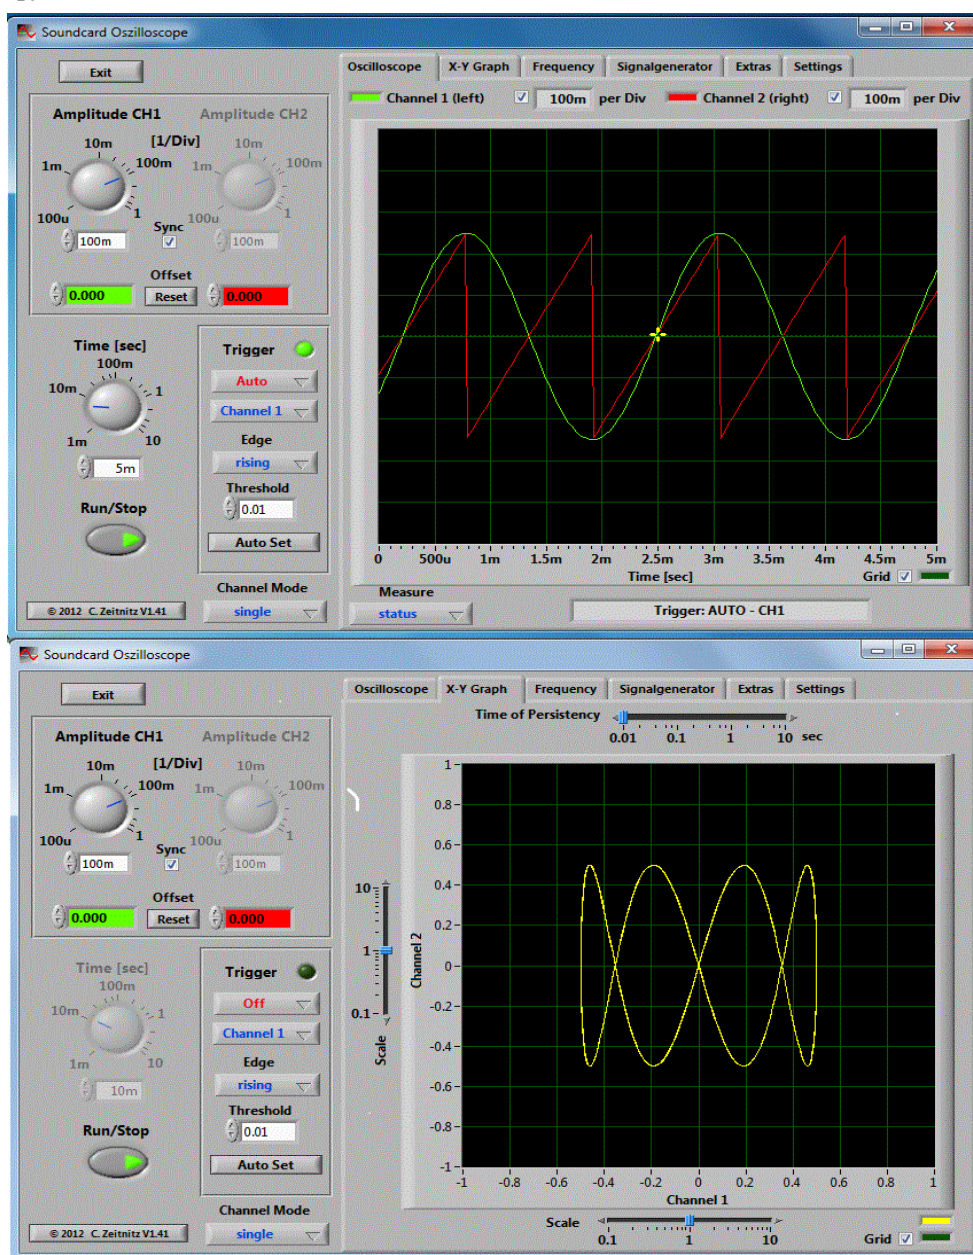 Soundcard Oszilloscope
Exit
Oscilloscope X-Y Graph Frequency Signalgenerator Extras Settings
Channel 1 (left) 100m per Div Channel 2 (right) 100m per Div
Amplitude CH1 Amplitude CH2
[1/Div]
10m 10m
1m 100m 1m 100m
100u 1 100u 1
Sync
100m 100m
Offset
0.000 Reset 0.000
Time [sec]
100m
10m 1
1m 10
5m
Run/Stop
Trigger
Auto
Channel 1
Edge
rising
Threshold
0.01
Auto Set
Channel Mode
single
© 2012 C. Zeitnitz V1.41
0 500u 1m 1.5m 2m 2.5m 3m 3.5m 4m 4.5m 5m
Time [sec]
Grid
Measure
status
Trigger: AUTO - CH1
Soundcard Oszilloscope
Exit
Oscilloscope X-Y Graph Frequency Signalgenerator Extras Settings
Time of Persistency
0.01 0.1 1 10 sec
Amplitude CH1 Amplitude CH2
[1/Div]
10m 10m
1m 100m 1m 100m
100u 1 100u
Sync
100m 100m
Offset
0.000 Reset 0.000
Time [sec]
100m
10m 1
1m 10
10m
Run/Stop
Trigger
Off
Channel 1
Edge
rising
Threshold
0.01
Auto Set
Channel Mode
single
© 2012 C. Zeitnitz V1.41
10
1
0.1
Scale
Channel 2
1
0.8
0.6
0.4
0.2
0
-0.2
-0.4
-0.6
-0.8
-1
-1 -0.8 -0.6 -0.4 -0.2 0 0.2 0.4 0.6 0.8 1
Channel 1
Scale
0.1 1 10
Grid